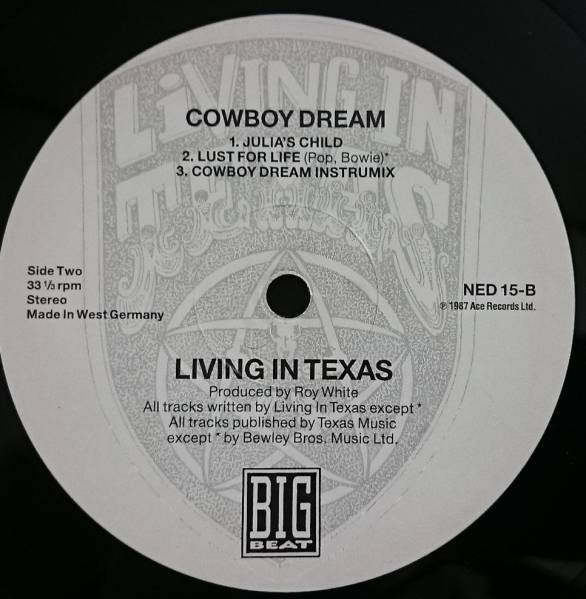 LIVING IN
TEXAS
COWBOY DREAM
1. JULIA'S CHILD
2. LUST FOR LIFE (Pop, Bowie)*
3. COWBOY DREAM INSTRUMIX
Side Two
33 ⅓ rpm
Stereo
Made In West Germany
NED 15-B
℗ 1987 Ace Records Ltd.
LIVING IN TEXAS
Produced by Roy White
All tracks written by Living In Texas except *
All tracks published by Texas Music
except * by Bewley Bros. Music Ltd.
BIG
BEAT